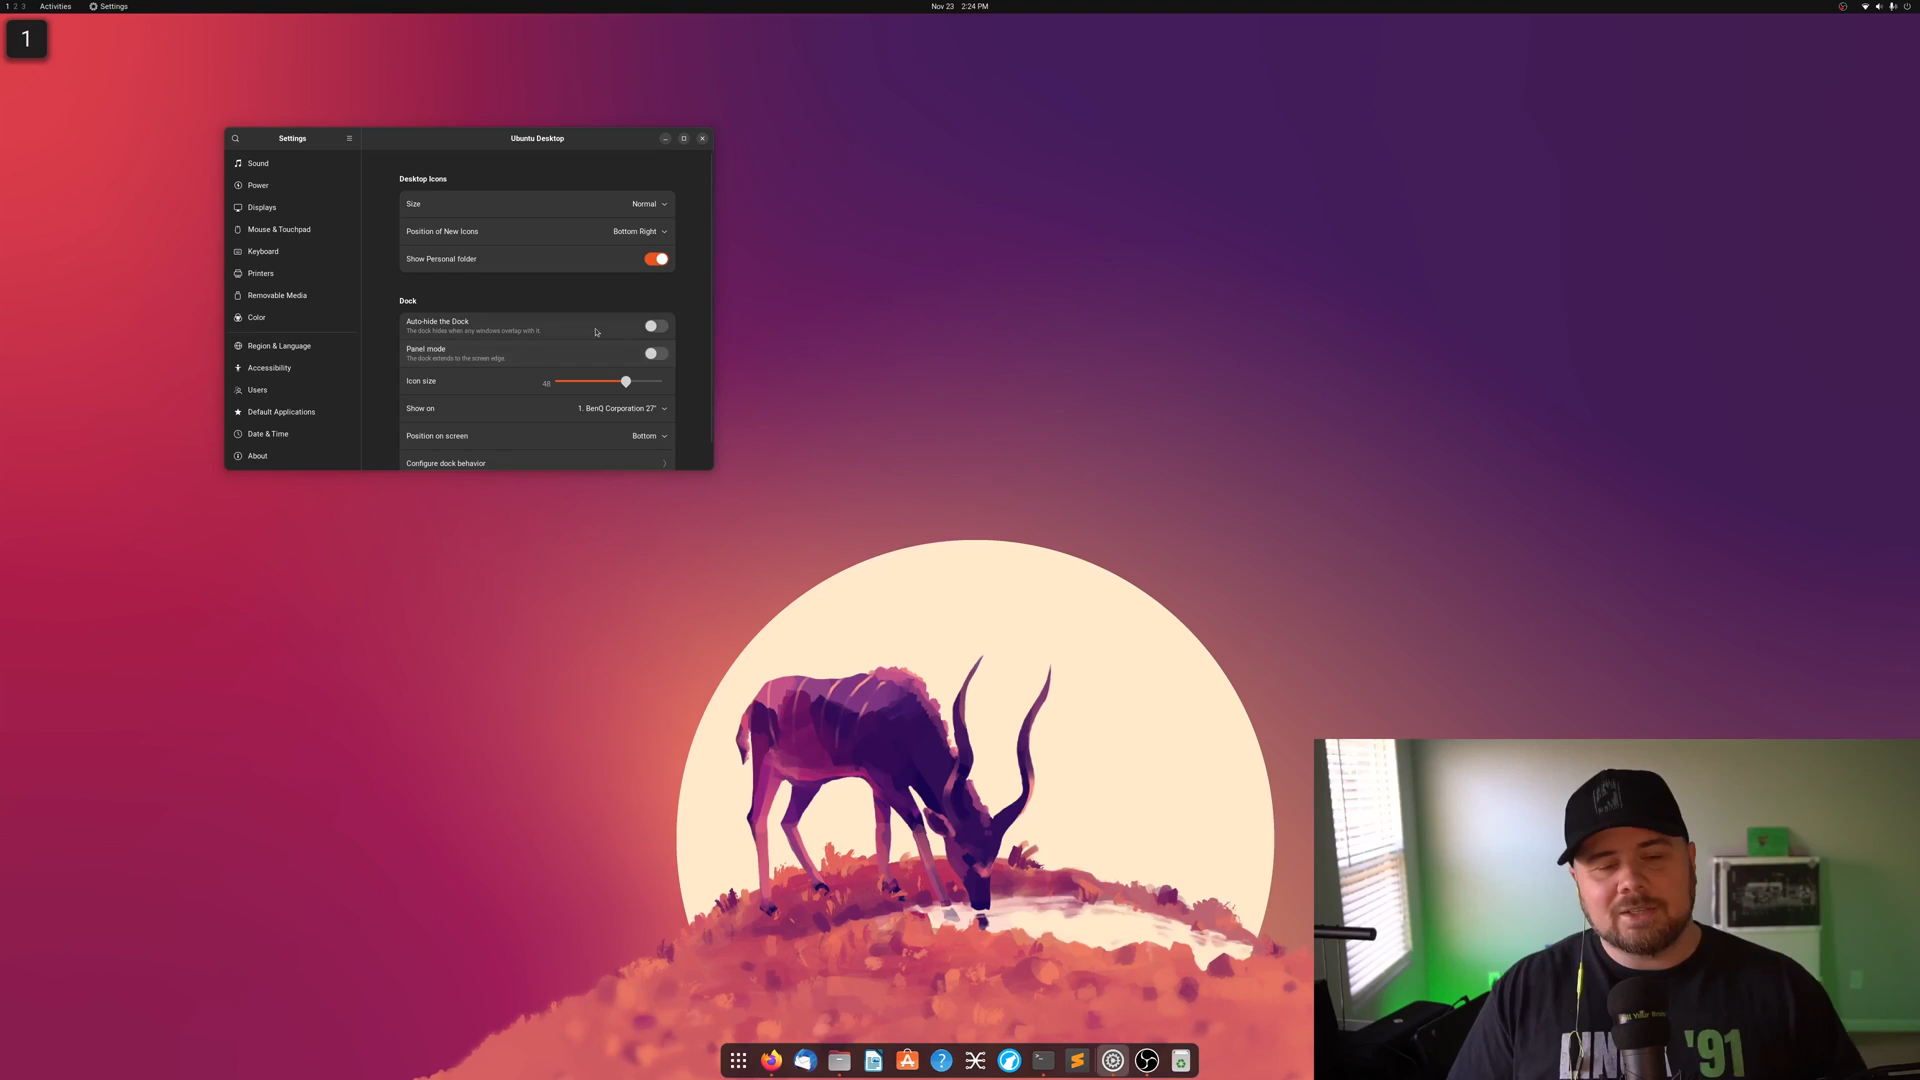 1 2 3 Activities Settings Nov 23 2:24 PM
1
Settings Ubuntu Desktop
Sound
Power
Displays
Mouse & Touchpad
Keyboard
Printers
Removable Media
Color
Region & Language
Accessibility
Users
Default Applications
Date & Time
About
Desktop Icons
Size Normal
Position of New Icons Bottom Right
Show Personal folder
Dock
Auto-hide the Dock
The dock hides when any windows overlap with it.
Panel mode
The dock extends to the screen edge.
Icon size 48
Show on 1. BenQ Corporation 27"
Position on screen Bottom
Configure dock behavior
'91